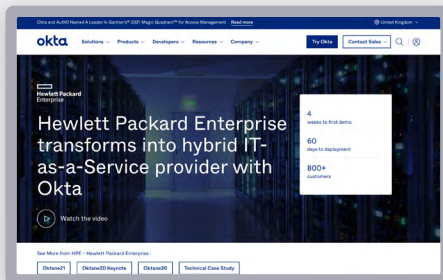 Okta and Auth0 Named A Leader in Gartner's® 2021 Magic Quadrant™ for Access Management Read more
United Kingdom
okta
Solutions Products Developers Resources Company
Try Okta
Contact Sales
Hewlett Packard
Enterprise
Hewlett Packard Enterprise
transforms into hybrid IT-
as-a-Service provider with
Okta
Watch the video
4
weeks to first demo
60
days to deployment
800+
customers
See More from HPE - Hewlett Packard Enterprise :
Oktane21
Oktane20 Keynote
Oktane20
Technical Case Study